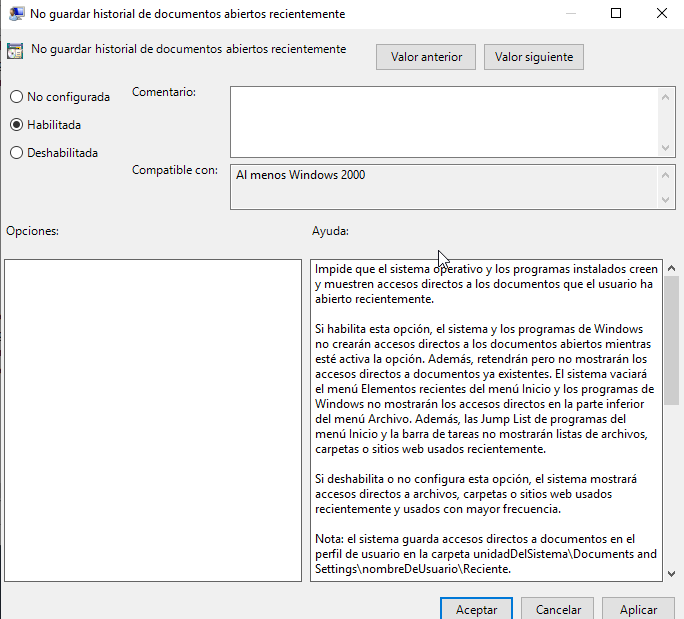 No guardar historial de documentos abiertos recientemente
No guardar historial de documentos abiertos recientemente
Valor anterior
Valor siguiente
No configurada
Habilitada
Deshabilitada
Comentario:
Compatible con:
Al menos Windows 2000
Opciones:
Ayuda:
Impide que el sistema operativo y los programas instalados creen
y muestren accesos directos a los documentos que el usuario ha
abierto recientemente.
Si habilita esta opción, el sistema y los programas de Windows
no crearán accesos directos a los documentos abiertos mientras
esté activa la opción. Además, retendrán pero no mostrarán los
accesos directos a documentos ya existentes. El sistema vaciará
el menú Elementos recientes del menú Inicio y los programas de
Windows no mostrarán los accesos directos en la parte inferior
del menú Archivo. Además, las Jump List de programas del
menú Inicio y la barra de tareas no mostrarán listas de archivos,
carpetas o sitios web usados recientemente.
Si deshabilita o no configura esta opción, el sistema mostrará
accesos directos a archivos, carpetas o sitios web usados
recientemente y usados con mayor frecuencia.
Nota: el sistema guarda accesos directos a documentos en el
perfil de usuario en la carpeta unidadDelSistema\Documents and
Settings\nombreDeUsuario\Reciente.
Aceptar
Cancelar
Aplicar